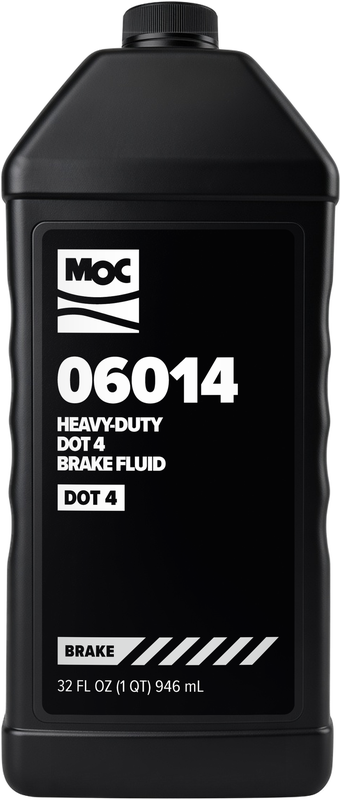 MOC
06014
HEAVY-DUTY
DOT 4
BRAKE FLUID
DOT 4
BRAKE
32 FL OZ (1 QT) 946 mL